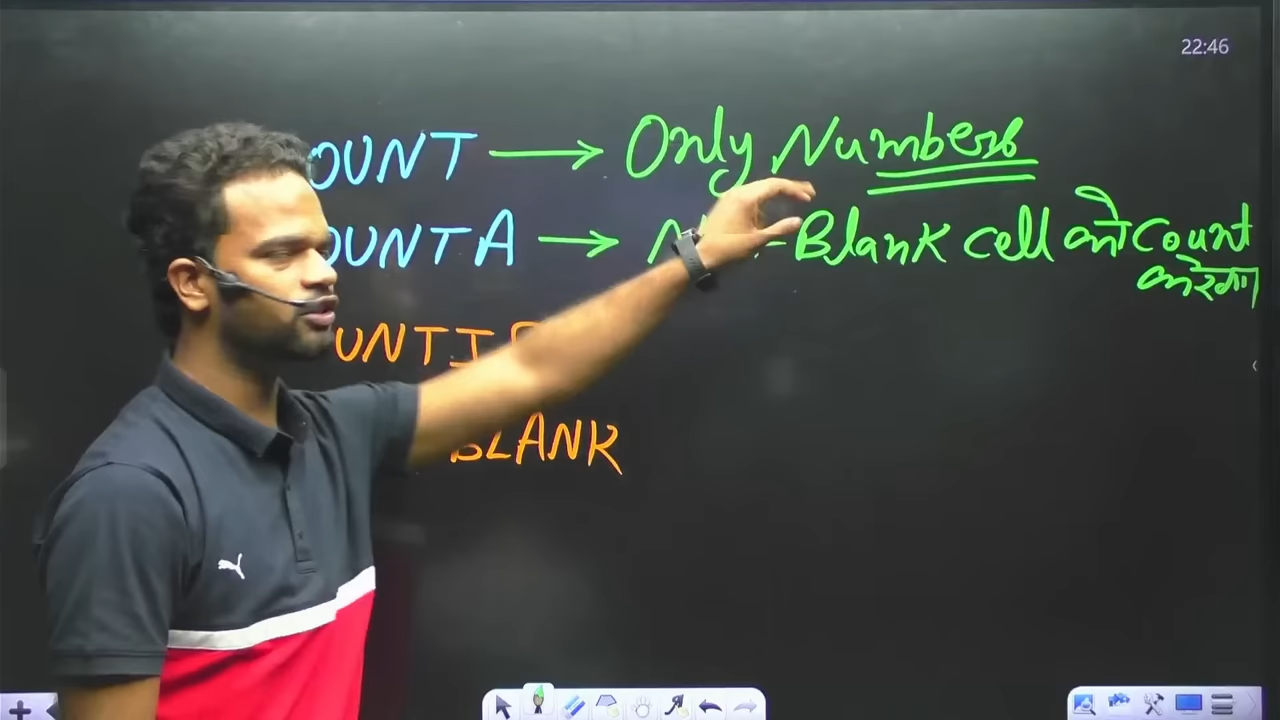 22:46
OUNT → Only Numbers
OUNTA → -Blank cell को Count
करेगा
UNTI
BLANK